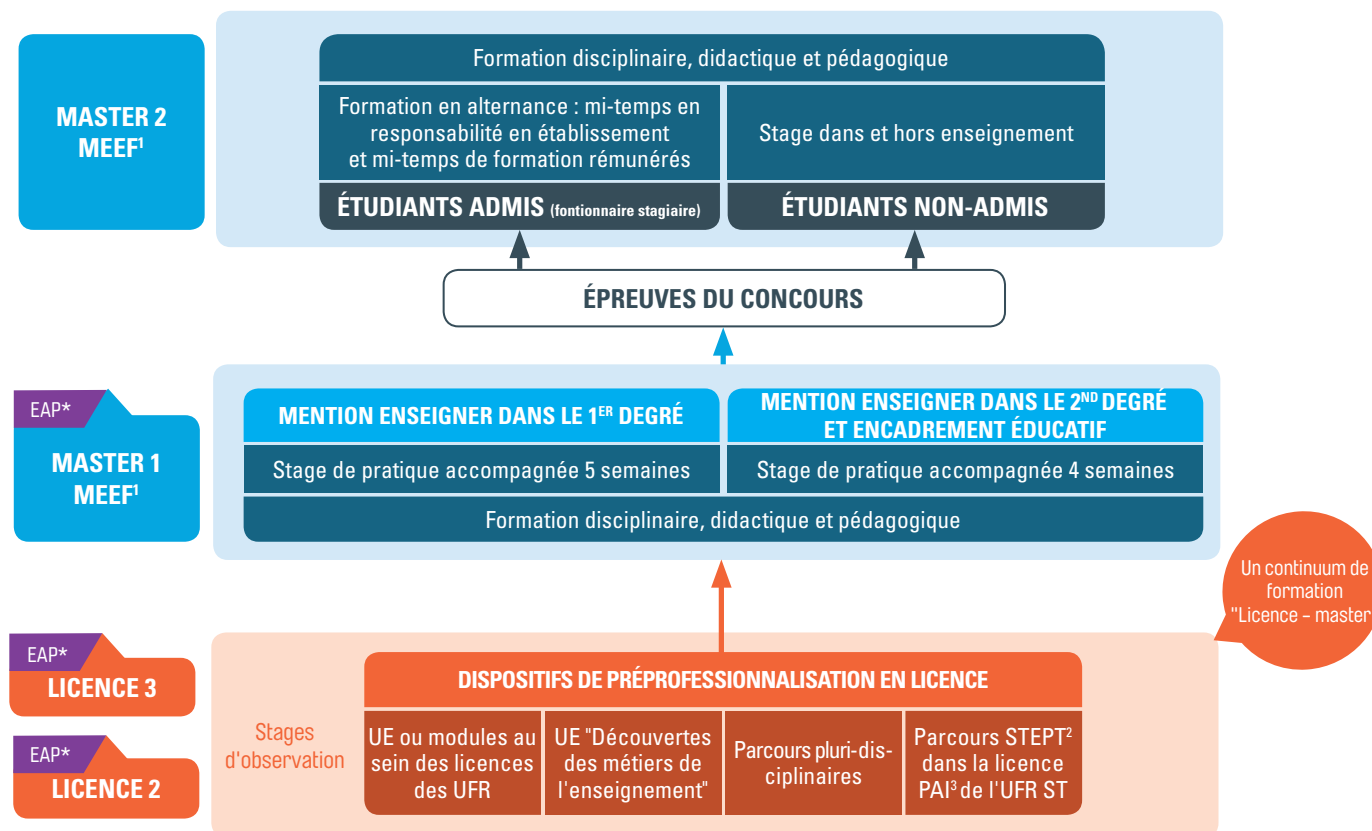 Formation disciplinaire, didactique et pédagogique
MASTER 2
MEEF¹
Formation en alternance : mi-temps en
responsabilité en établissement
et mi-temps de formation rémunérés
Stage dans et hors enseignement
ÉTUDIANTS ADMIS (fontionnaire stagiaire)
ÉTUDIANTS NON-ADMIS
ÉPREUVES DU CONCOURS
EAP*
MASTER 1
MEEF¹
MENTION ENSEIGNER DANS LE 1ER DEGRÉ
MENTION ENSEIGNER DANS LE 2ND DEGRÉ
ET ENCADREMENT ÉDUCATIF
Stage de pratique accompagnée 5 semaines
Stage de pratique accompagnée 4 semaines
Formation disciplinaire, didactique et pédagogique
Un continuum de
formation
"Licence - master
EAP*
LICENCE 3
EAP*
LICENCE 2
Stages
d'observation
DISPOSITIFS DE PRÉPROFESSIONNALISATION EN LICENCE
UE ou modules au
sein des licences
des UFR
UE "Découvertes
des métiers de
l'enseignement"
Parcours pluri-dis-
ciplinaires
Parcours STEPT²
dans la licence
PAI³ de l'UFR ST